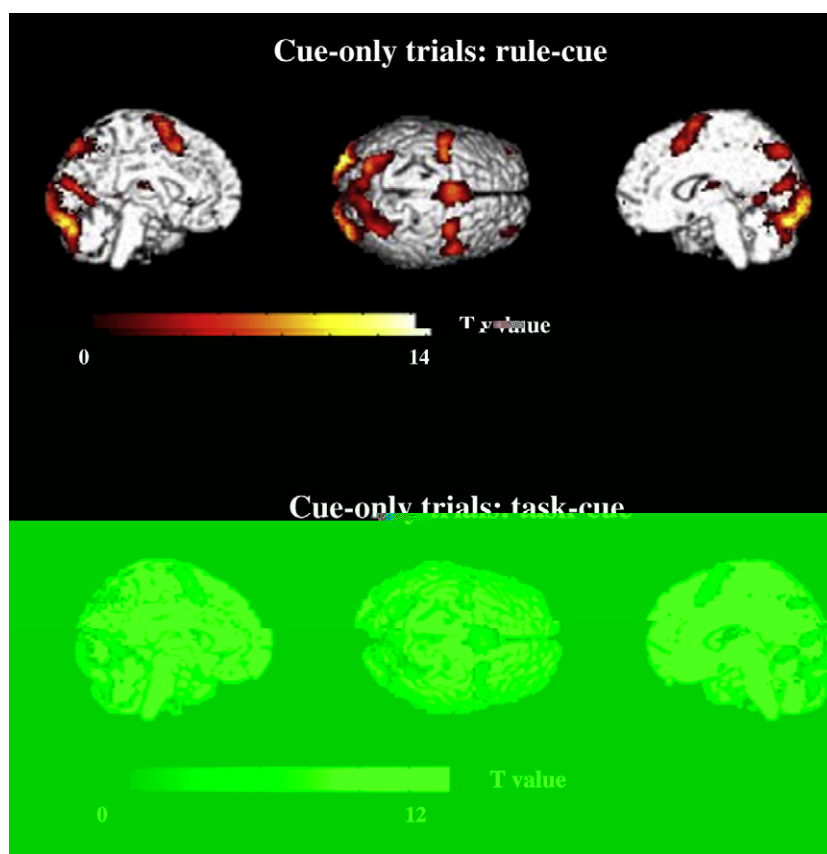 Cue-only trials: rule-cue
T value
0 14
Cue-only trials: task-cue
T value
0 12